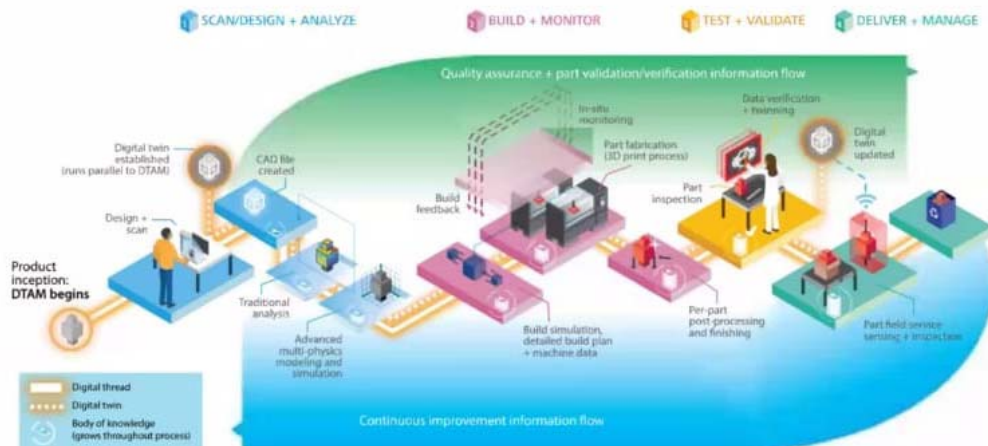 1 SCAN/DESIGN + ANALYZE
2 BUILD + MONITOR
3 TEST + VALIDATE
4 DELIVER + MANAGE
Quality assurance + part validation/verification information flow
Digital twin
established
(runs parallel to DTAM)
CAD file
created
Design +
scan
Product
inception:
DTAM begins
Traditional
analysis
Advanced
multi-physics
modeling and
simulation
Build
feedback
In-situ
monitoring
Part fabrication
(3D print process)
Build simulation,
detailed build plan
+ machine data
Per-part
post-processing
and finishing
Part
inspection
Data verification
+ twinning
Digital
twin
updated
Part field service
sensing + inspection
Digital thread
Digital twin
Body of knowledge
(grows throughout process)
Continuous improvement information flow